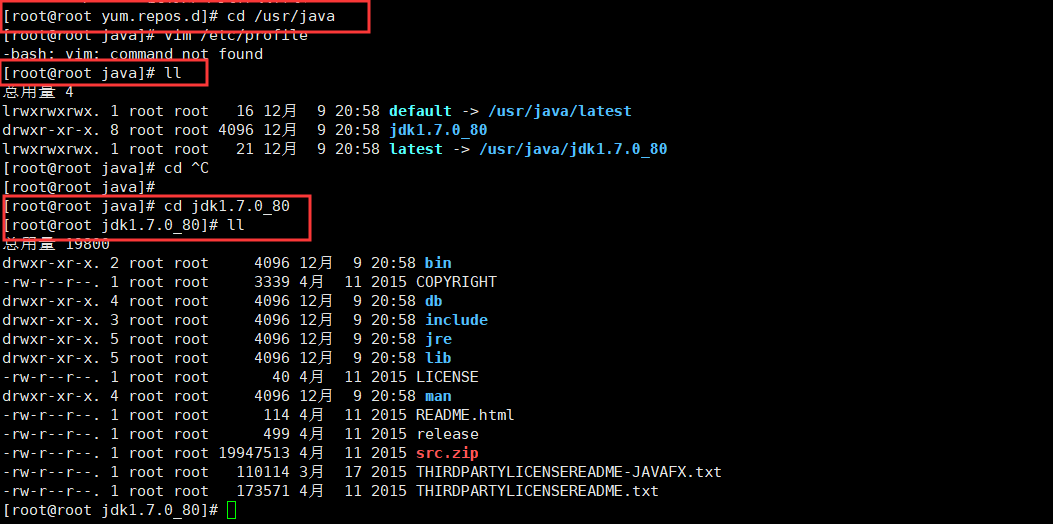 [root@root yum.repos.d]# cd /usr/java
[root@root java]# vim /etc/profile
-bash: vim: command not found
[root@root java]# ll
总用量 4
lrwxrwxrwx. 1 root root   16 12月  9 20:58 default -> /usr/java/latest
drwxr-xr-x. 8 root root 4096 12月  9 20:58 jdk1.7.0_80
lrwxrwxrwx. 1 root root   21 12月  9 20:58 latest -> /usr/java/jdk1.7.0_80
[root@root java]# cd ^C
[root@root java]#
[root@root java]# cd jdk1.7.0_80
[root@root jdk1.7.0_80]# ll
总用量 19800
drwxr-xr-x. 2 root root     4096 12月  9 20:58 bin
-rw-r--r--. 1 root root     3339 4月  11 2015 COPYRIGHT
drwxr-xr-x. 4 root root     4096 12月  9 20:58 db
drwxr-xr-x. 3 root root     4096 12月  9 20:58 include
drwxr-xr-x. 5 root root     4096 12月  9 20:58 jre
drwxr-xr-x. 5 root root     4096 12月  9 20:58 lib
-rw-r--r--. 1 root root       40 4月  11 2015 LICENSE
drwxr-xr-x. 4 root root     4096 12月  9 20:58 man
-rw-r--r--. 1 root root      114 4月  11 2015 README.html
-rw-r--r--. 1 root root      499 4月  11 2015 release
-rw-r--r--. 1 root root 19947513 4月  11 2015 src.zip
-rw-r--r--. 1 root root   110114 3月  17 2015 THIRDPARTYLICENSEREADME-JAVAFX.txt
-rw-r--r--. 1 root root   173571 4月  11 2015 THIRDPARTYLICENSEREADME.txt
[root@root jdk1.7.0_80]#